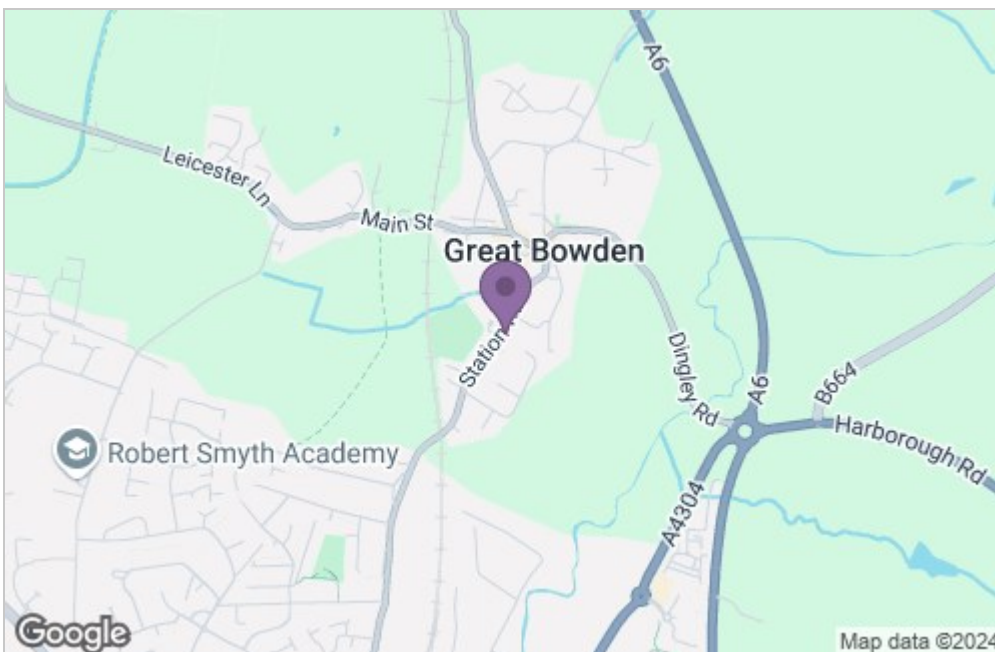 A6
Leicester Ln
Main St
Great Bowden
Station
Dingley Rd
A6
B664
Harborough Rd
Robert Smyth Academy
A4304
Google
Map data ©2024